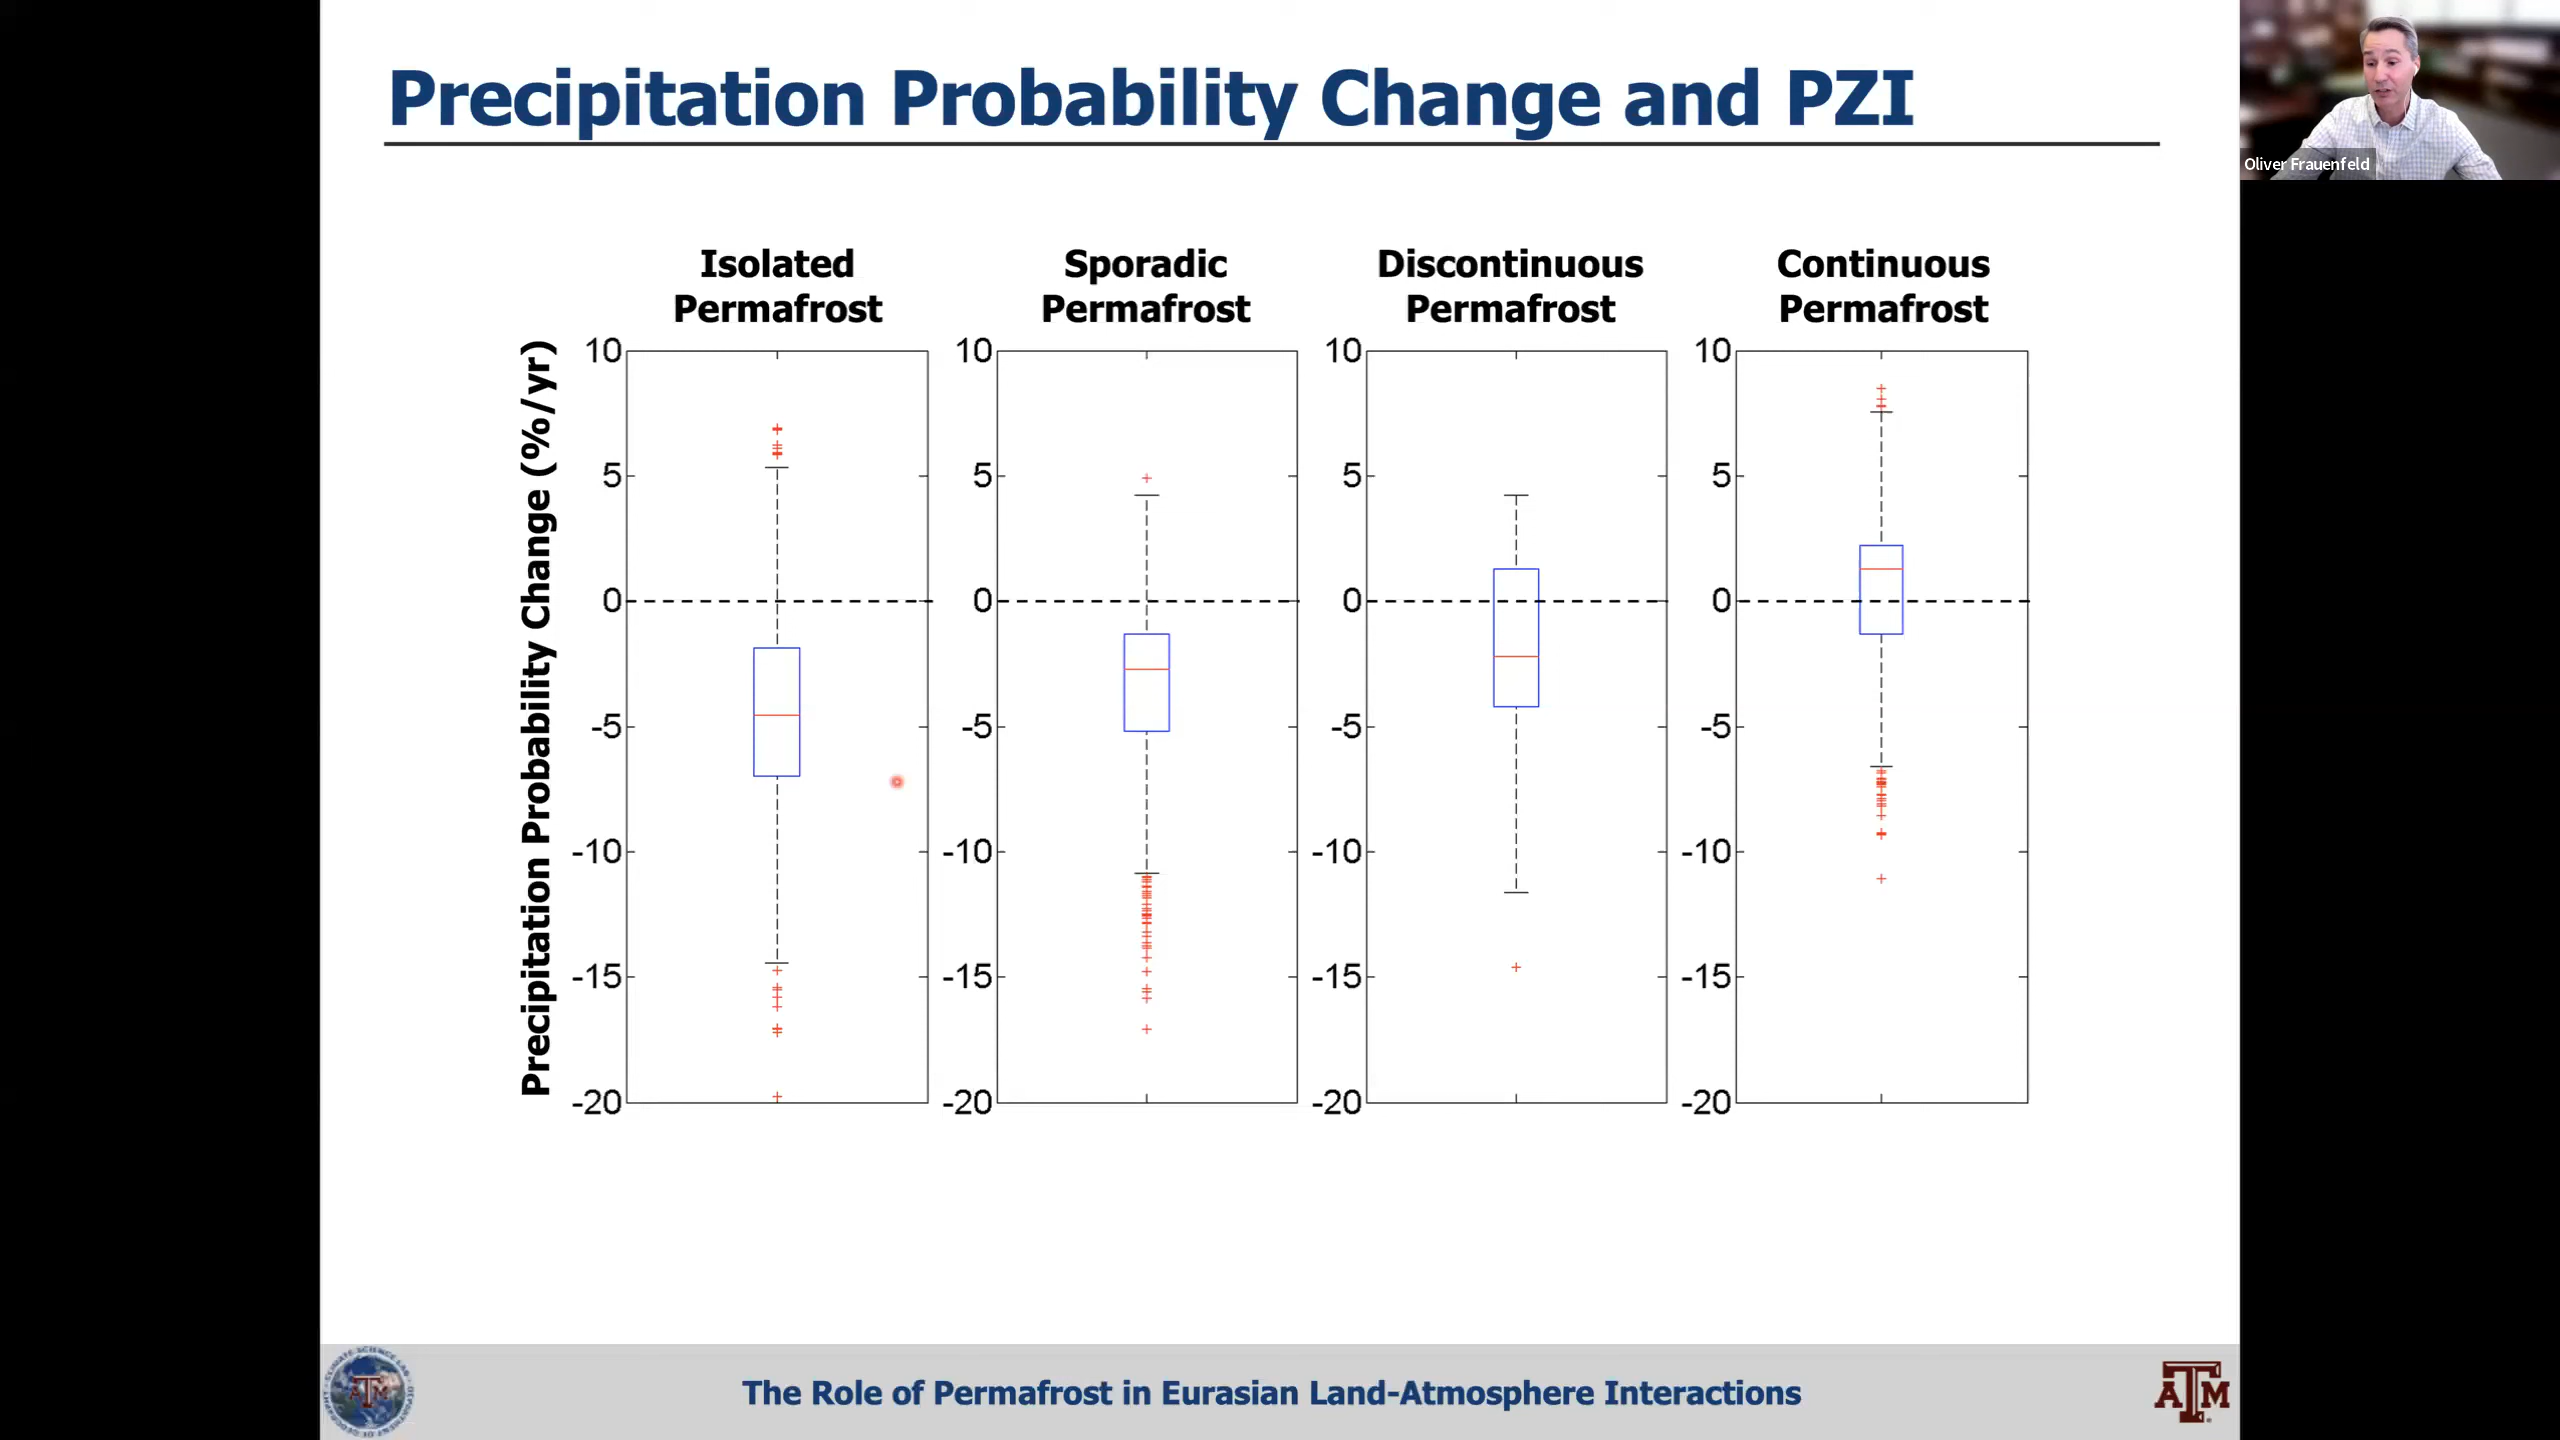 Precipitation Probability Change and PZI
Oliver Frauenfeld
Isolated
Permafrost
Sporadic
Permafrost
Discontinuous
Permafrost
Continuous
Permafrost
Precipitation Probability Change (%/yr)
10
5
0
-5
-10
-15
-20
10
5
0
-5
-10
-15
-20
10
5
0
-5
-10
-15
-20
10
5
0
-5
-10
-15
-20
The Role of Permafrost in Eurasian Land-Atmosphere Interactions
ATM
ATM